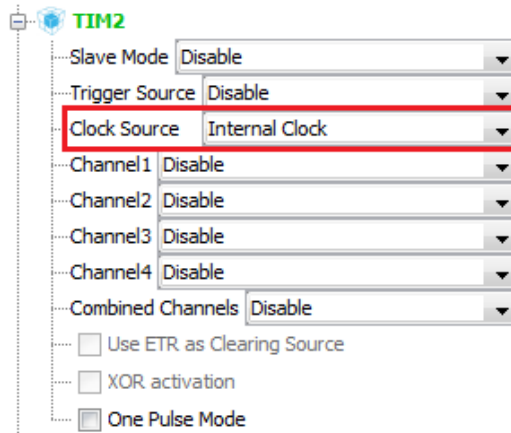 TIM2
Slave Mode Disable
Trigger Source Disable
Clock Source Internal Clock
Channel1 Disable
Channel2 Disable
Channel3 Disable
Channel4 Disable
Combined Channels Disable
Use ETR as Clearing Source
XOR activation
One Pulse Mode